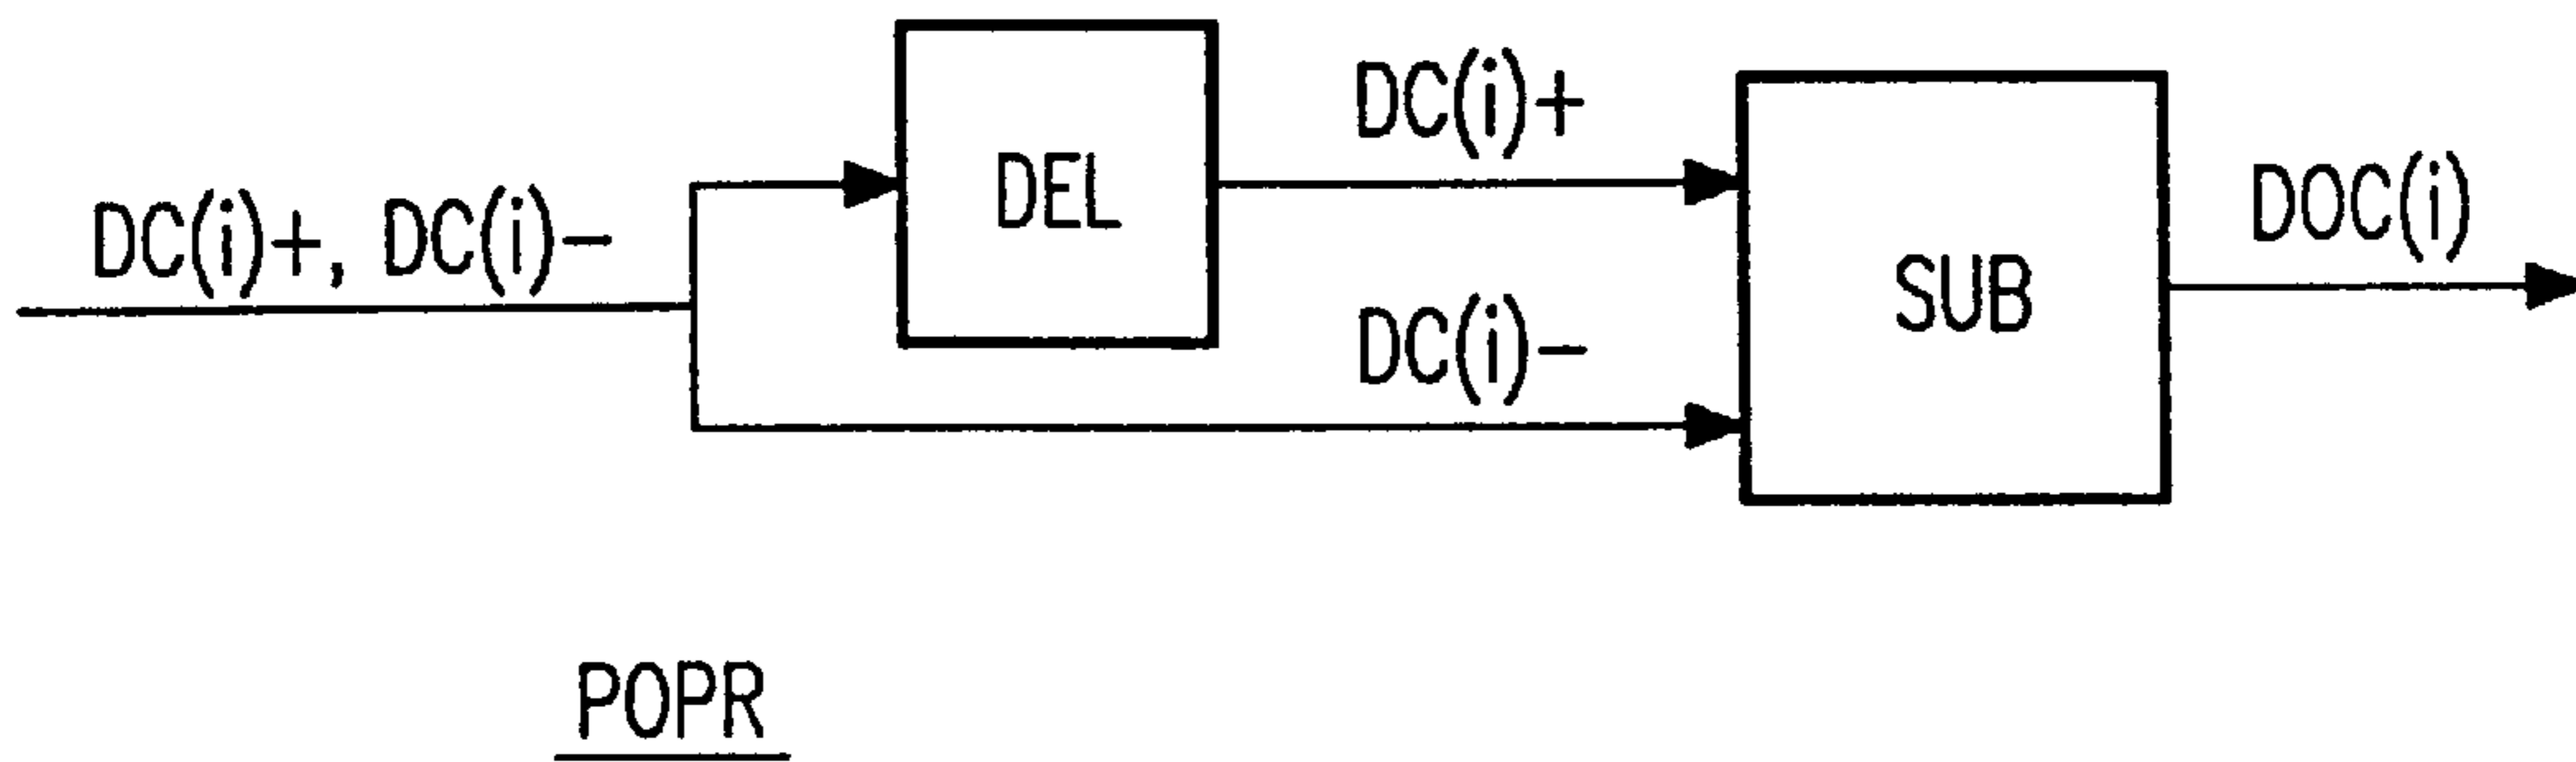 DC(i)+, DC(i)-
DEL
DC(i)+
DC(i)-
SUB
DOC(i)
POPR